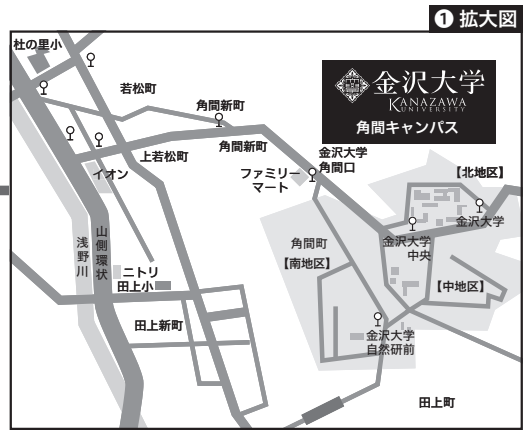 ❶ 拡大図
杜の里小
若松町
金沢大学
KANAZAWA
UNIVERSITY
角間キャンパス
角間新町
角間新町
上若松町
金沢大学
角間口
イオン
ファミリー
マート
【北地区】
金沢大学
金沢大学
中央
浅野川
山側環状
角間町
【南地区】
ニトリ
田上小
【中地区】
田上新町
金沢大学
自然研前
田上町